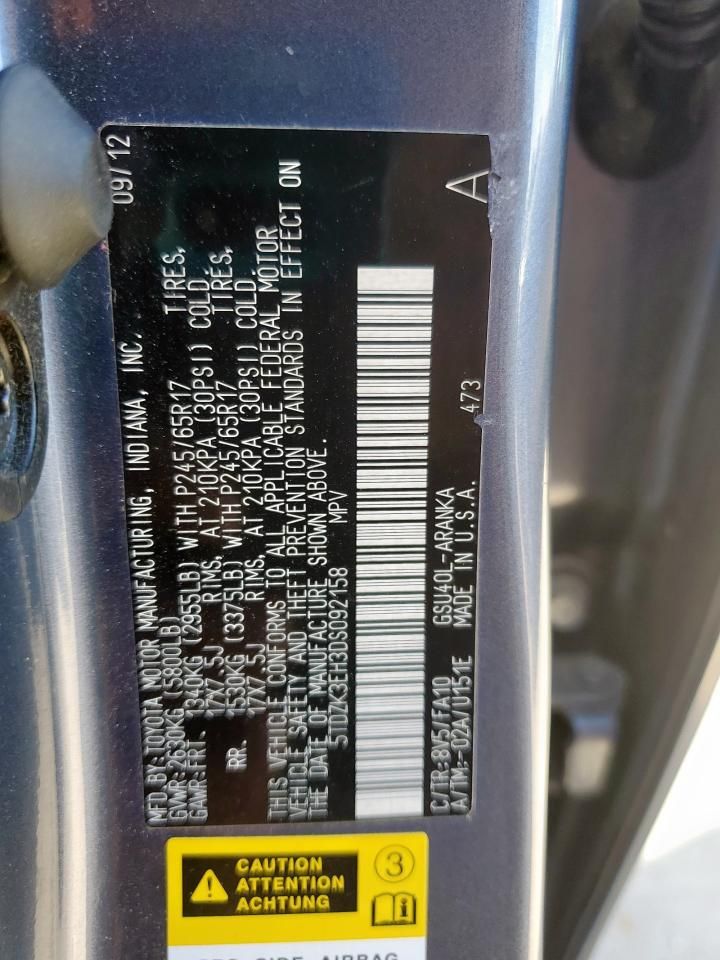 MFD.BY:TOYOTA MOTOR MANUFACTURING, INDIANA, INC. 09/12
GVWR:2630KG(5800LB)
GAWR:FRT- 1340KG(2955LB) WITH P245/65R17 TIRES,
17X7.5J RIMS, AT 210KPA(30PSI) COLD.
RR. 1530KG(3375LB) WITH P245/65R17 TIRES,
17X7.5J RIMS, AT 210KPA(30PSI) COLD.
THIS VEHICLE CONFORMS TO ALL APPLICABLE FEDERAL MOTOR
VEHICLE SAFETY AND THEFT PREVENTION STANDARDS IN EFFECT ON
THE DATE OF MANUFACTURE SHOWN ABOVE.
5TDZK3EH3DS092158 MPV
C/TR:8V5/FA10 GSU40L-ARANKA A
A/TM:-02A/U151E MADE IN U.S.A. 473
CAUTION
ATTENTION
ACHTUNG
3
i
SIDE AIRBAG